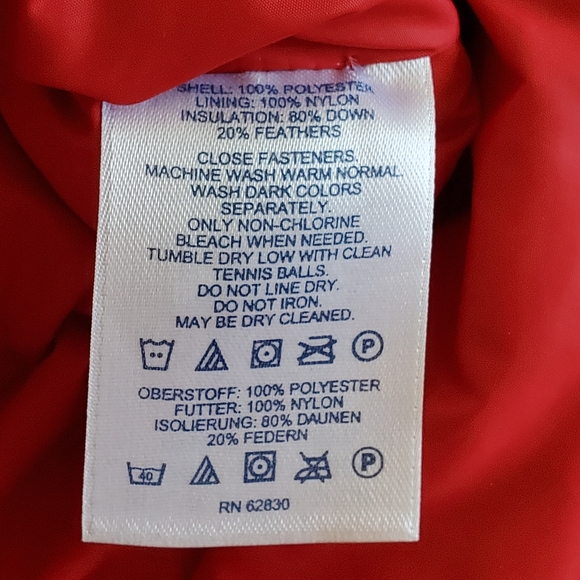 SHELL: 100% POLYESTER
LINING: 100% NYLON
INSULATION: 80% DOWN
20% FEATHERS
CLOSE FASTENERS.
MACHINE WASH WARM NORMAL.
WASH DARK COLORS
SEPARATELY.
ONLY NON-CHLORINE
BLEACH WHEN NEEDED.
TUMBLE DRY LOW WITH CLEAN
TENNIS BALLS.
DO NOT LINE DRY.
DO NOT IRON.
MAY BE DRY CLEANED.
P
OBERSTOFF: 100% POLYESTER
FUTTER: 100% NYLON
ISOLIERUNG: 80% DAUNEN
20% FEDERN
40 P
RN 62830